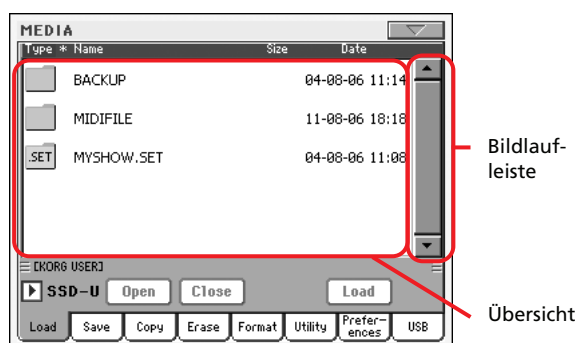 MEDIA
Type * Name Size Date
BACKUP 04-08-06 11:14
MIDIFILE 11-08-06 18:18
.SET MYSHOW.SET 04-08-06 11:08
Bildlauf-
leiste
[KORG USER]
SSD-U Open Close Load
Übersicht
Load Save Copy Erase Format Utility Prefer-
ences USB